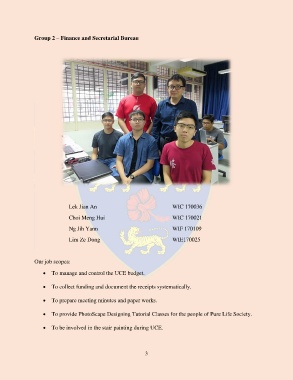 Group 2 – Finance and Secretarial Bureau
Lek Jian An WIC 170036
Choi Meng Hui WIC 170021
Ng Jih Yann WIF 170109
Lim Ze Dong WIH170025
Our job scopes:
• To manage and control the UCE budget.
• To collect funding and document the receipts systematically.
• To prepare meeting minutes and paper works.
• To provide PhotoScape Designing Tutorial Classes for the people of Pure Life Society.
• To be involved in the stair painting during UCE.
3